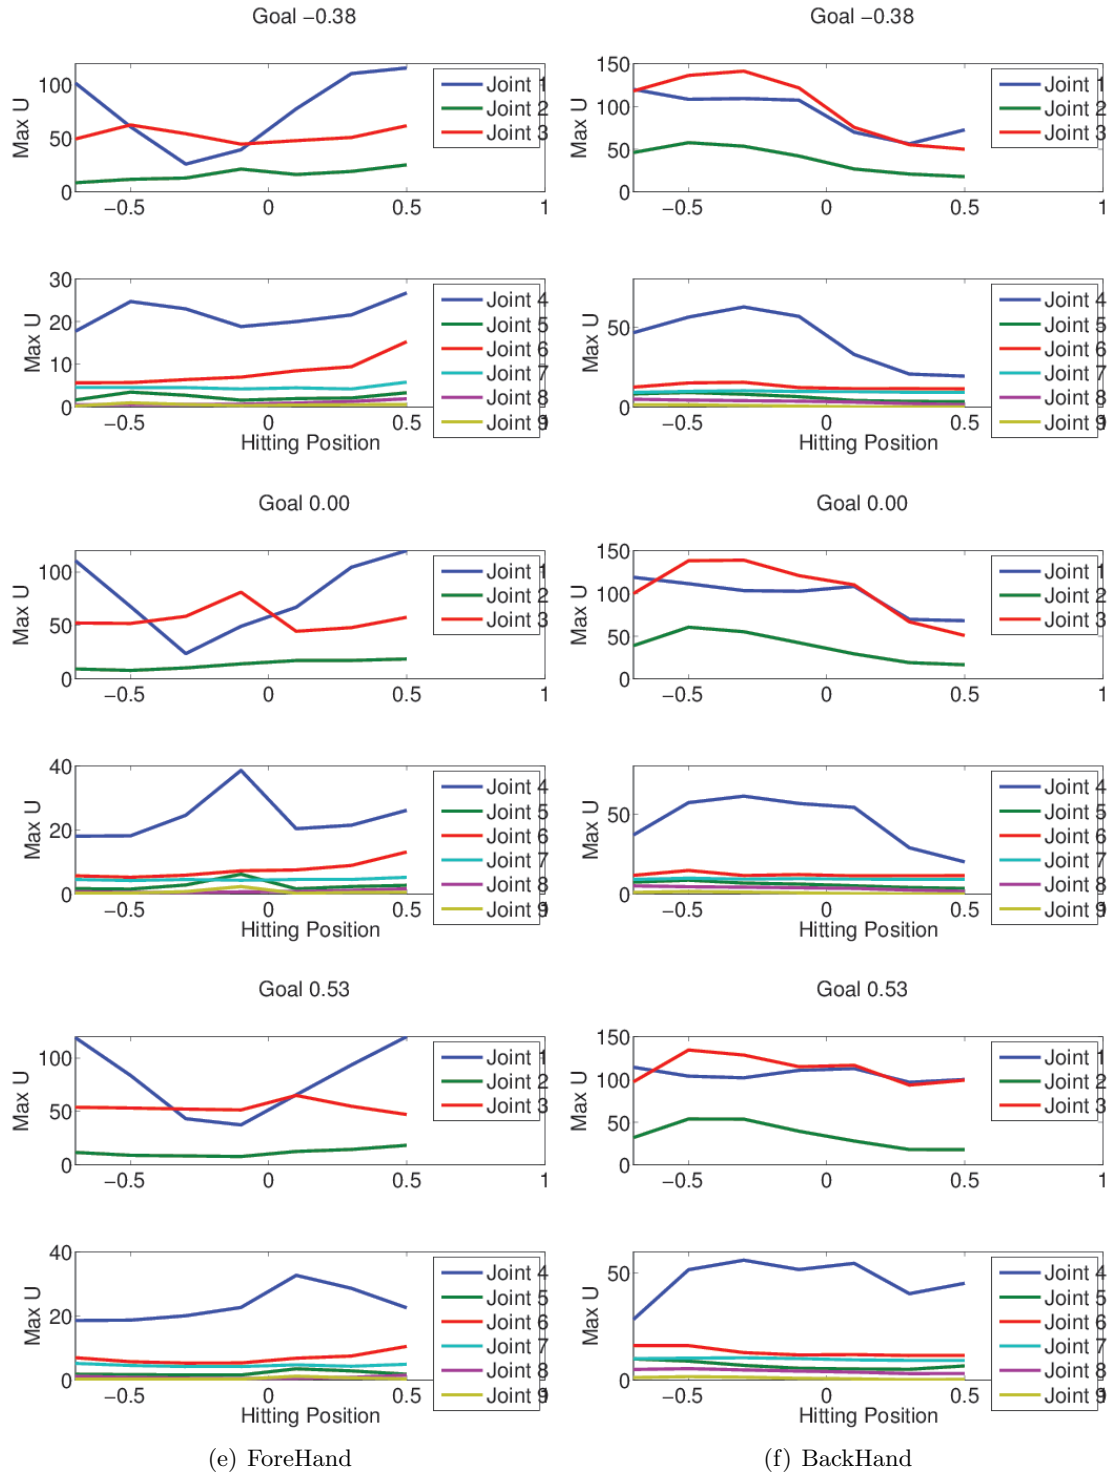 Goal −0.38
Max U
100
50
0
−0.5
0
0.5
1
Joint 1
Joint 2
Joint 3
Max U
30
20
10
0
−0.5
0
0.5
Hitting Position
Joint 4
Joint 5
Joint 6
Joint 7
Joint 8
Joint 9
Goal −0.38
Max U
150
100
50
0
−0.5
0
0.5
1
Joint 1
Joint 2
Joint 3
Max U
50
0
−0.5
0
0.5
Hitting Position
Joint 4
Joint 5
Joint 6
Joint 7
Joint 8
Joint 9
Goal 0.00
Max U
100
50
0
−0.5
0
0.5
1
Joint 1
Joint 2
Joint 3
Max U
40
20
0
−0.5
0
0.5
Hitting Position
Joint 4
Joint 5
Joint 6
Joint 7
Joint 8
Joint 9
Goal 0.00
Max U
150
100
50
0
−0.5
0
0.5
1
Joint 1
Joint 2
Joint 3
Max U
50
0
−0.5
0
0.5
Hitting Position
Joint 4
Joint 5
Joint 6
Joint 7
Joint 8
Joint 9
Goal 0.53
Max U
100
50
0
−0.5
0
0.5
1
Joint 1
Joint 2
Joint 3
Max U
40
20
0
−0.5
0
0.5
Hitting Position
Joint 4
Joint 5
Joint 6
Joint 7
Joint 8
Joint 9
Goal 0.53
Max U
150
100
50
0
−0.5
0
0.5
1
Joint 1
Joint 2
Joint 3
Max U
50
0
−0.5
0
0.5
Hitting Position
Joint 4
Joint 5
Joint 6
Joint 7
Joint 8
Joint 9
(e) ForeHand
(f) BackHand